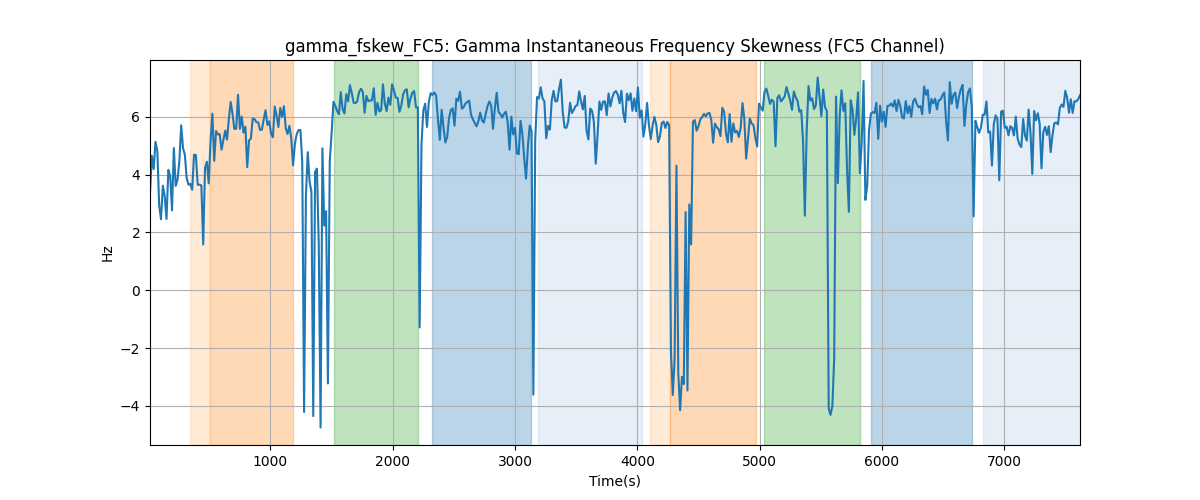 gamma_fskew_FC5: Gamma Instantaneous Frequency Skewness (FC5 Channel)
6
4
2
0
−2
−4
Hz
1000 2000 3000 4000 5000 6000 7000
Time(s)